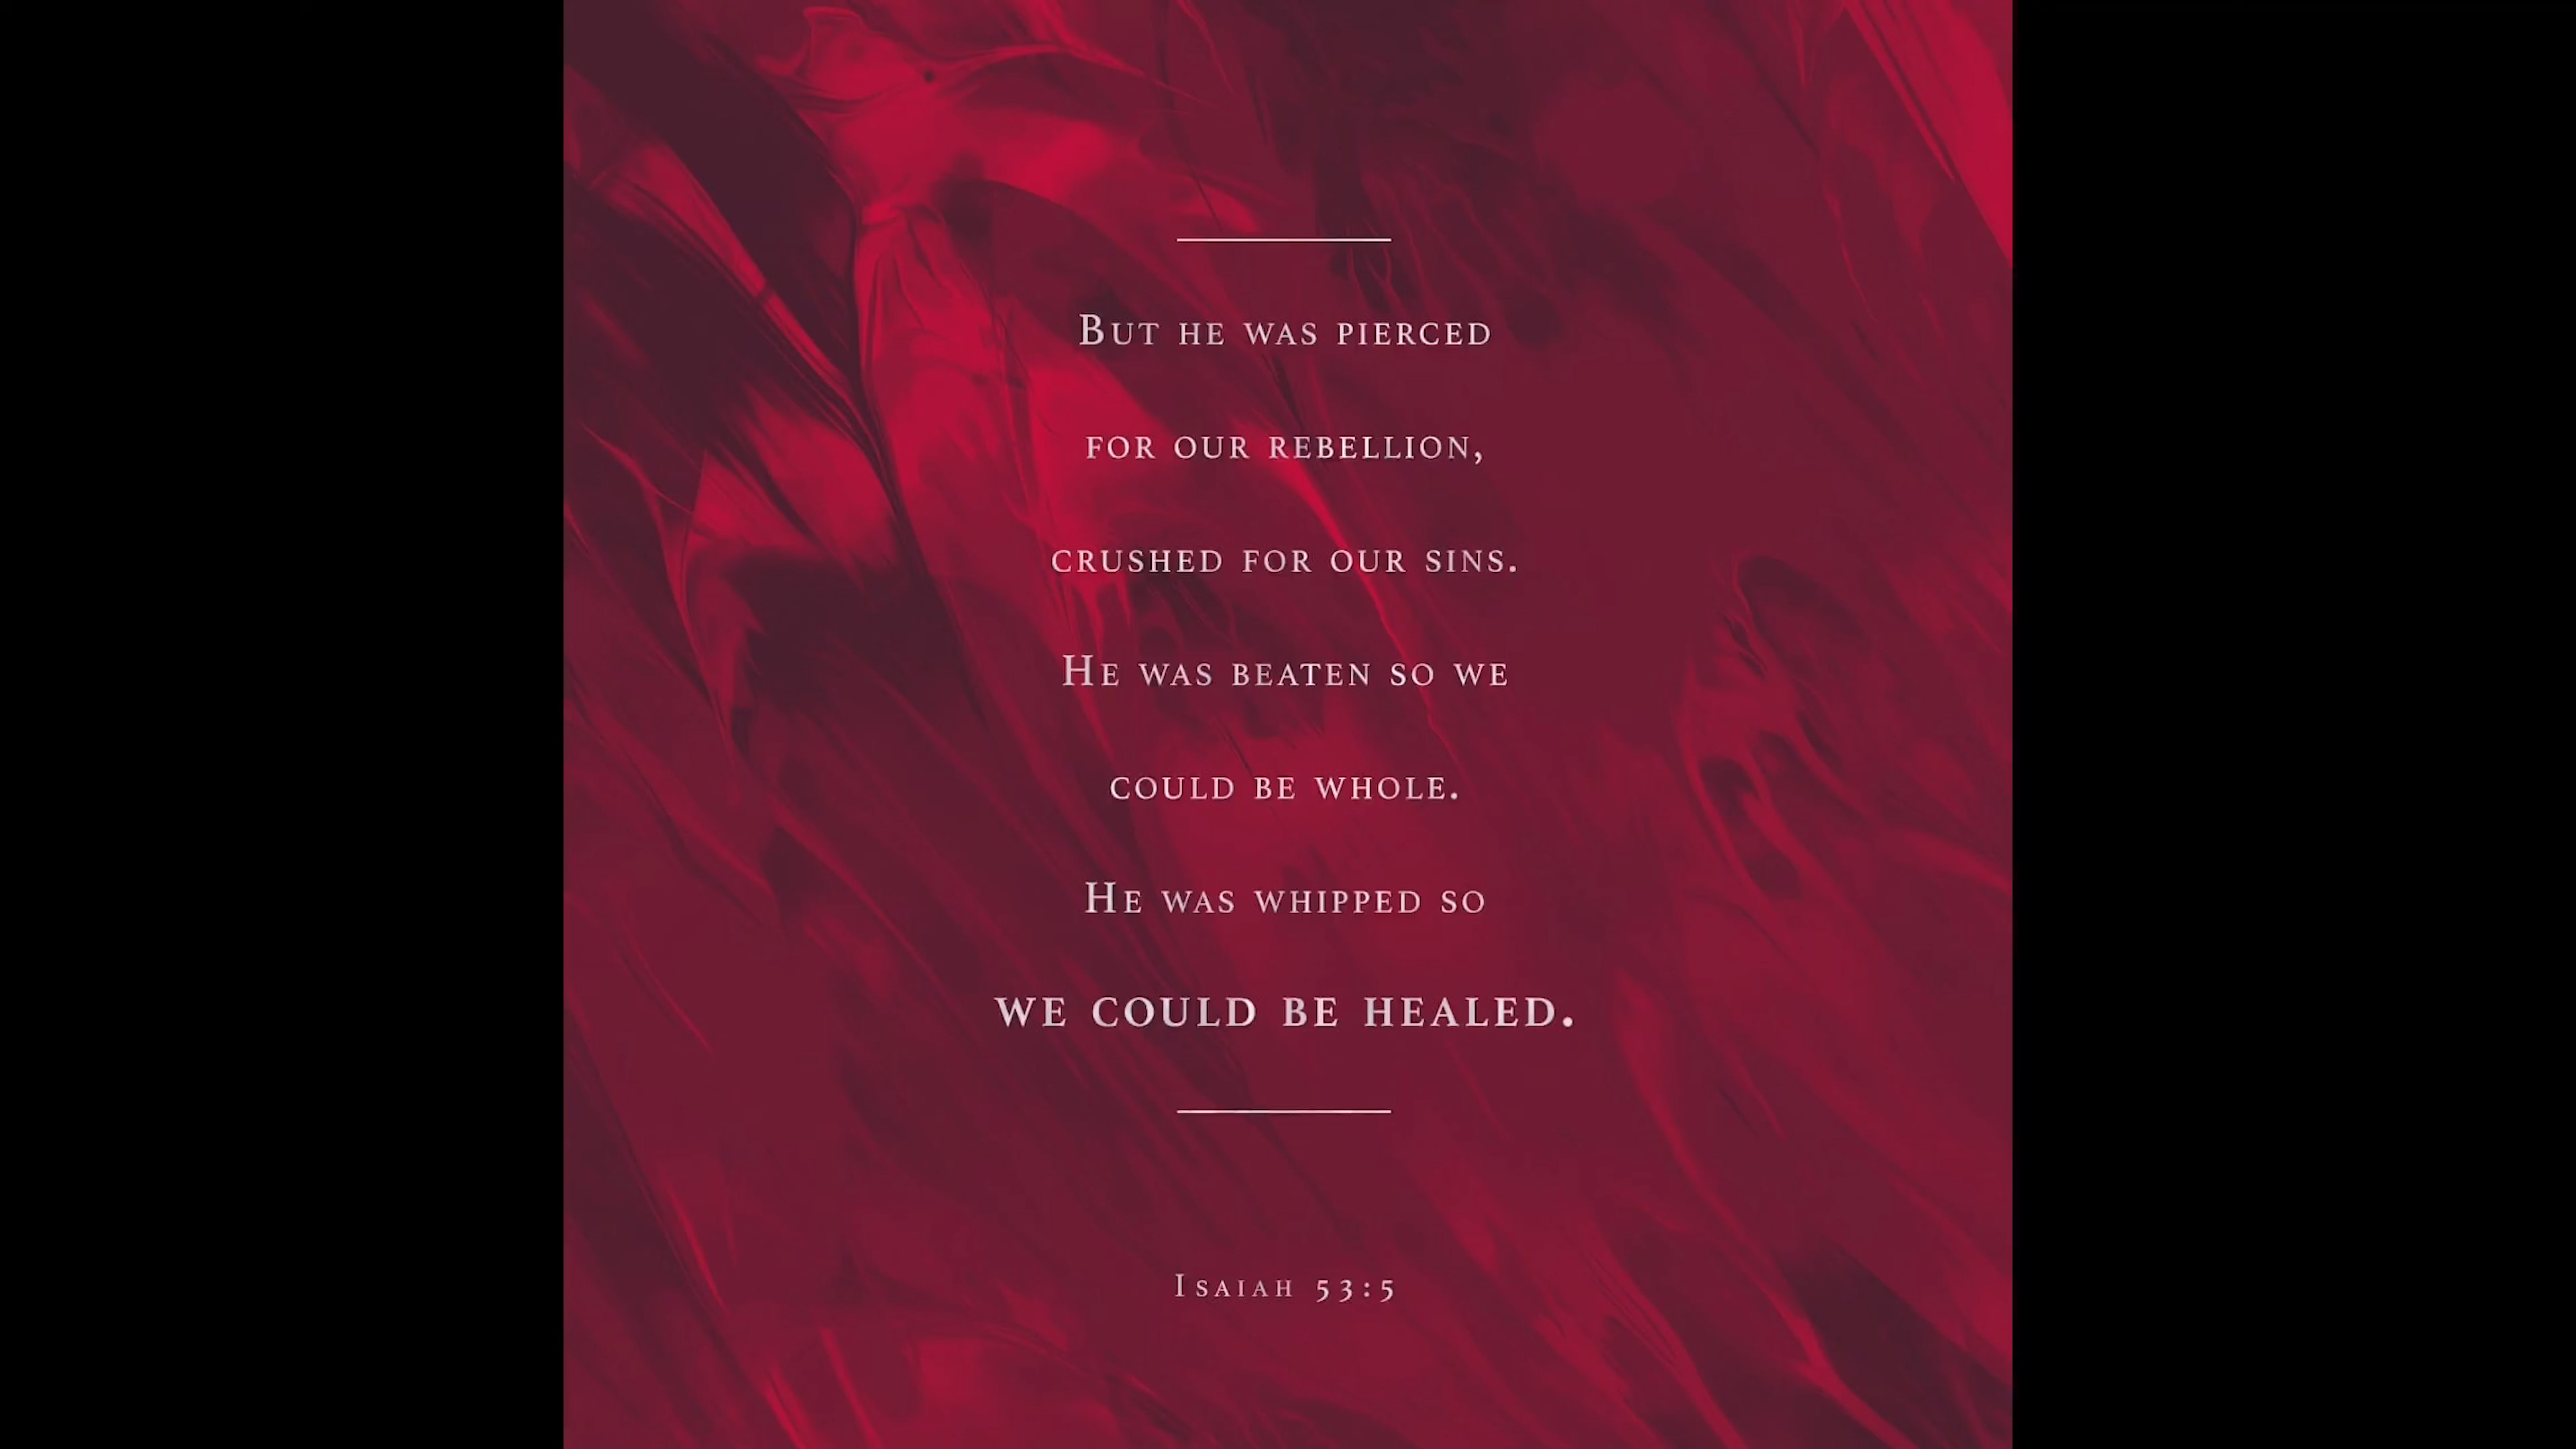 But he was pierced
for our rebellion,
crushed for our sins.
He was beaten so we
could be whole.
He was whipped so
we could be healed.
Isaiah 53:5